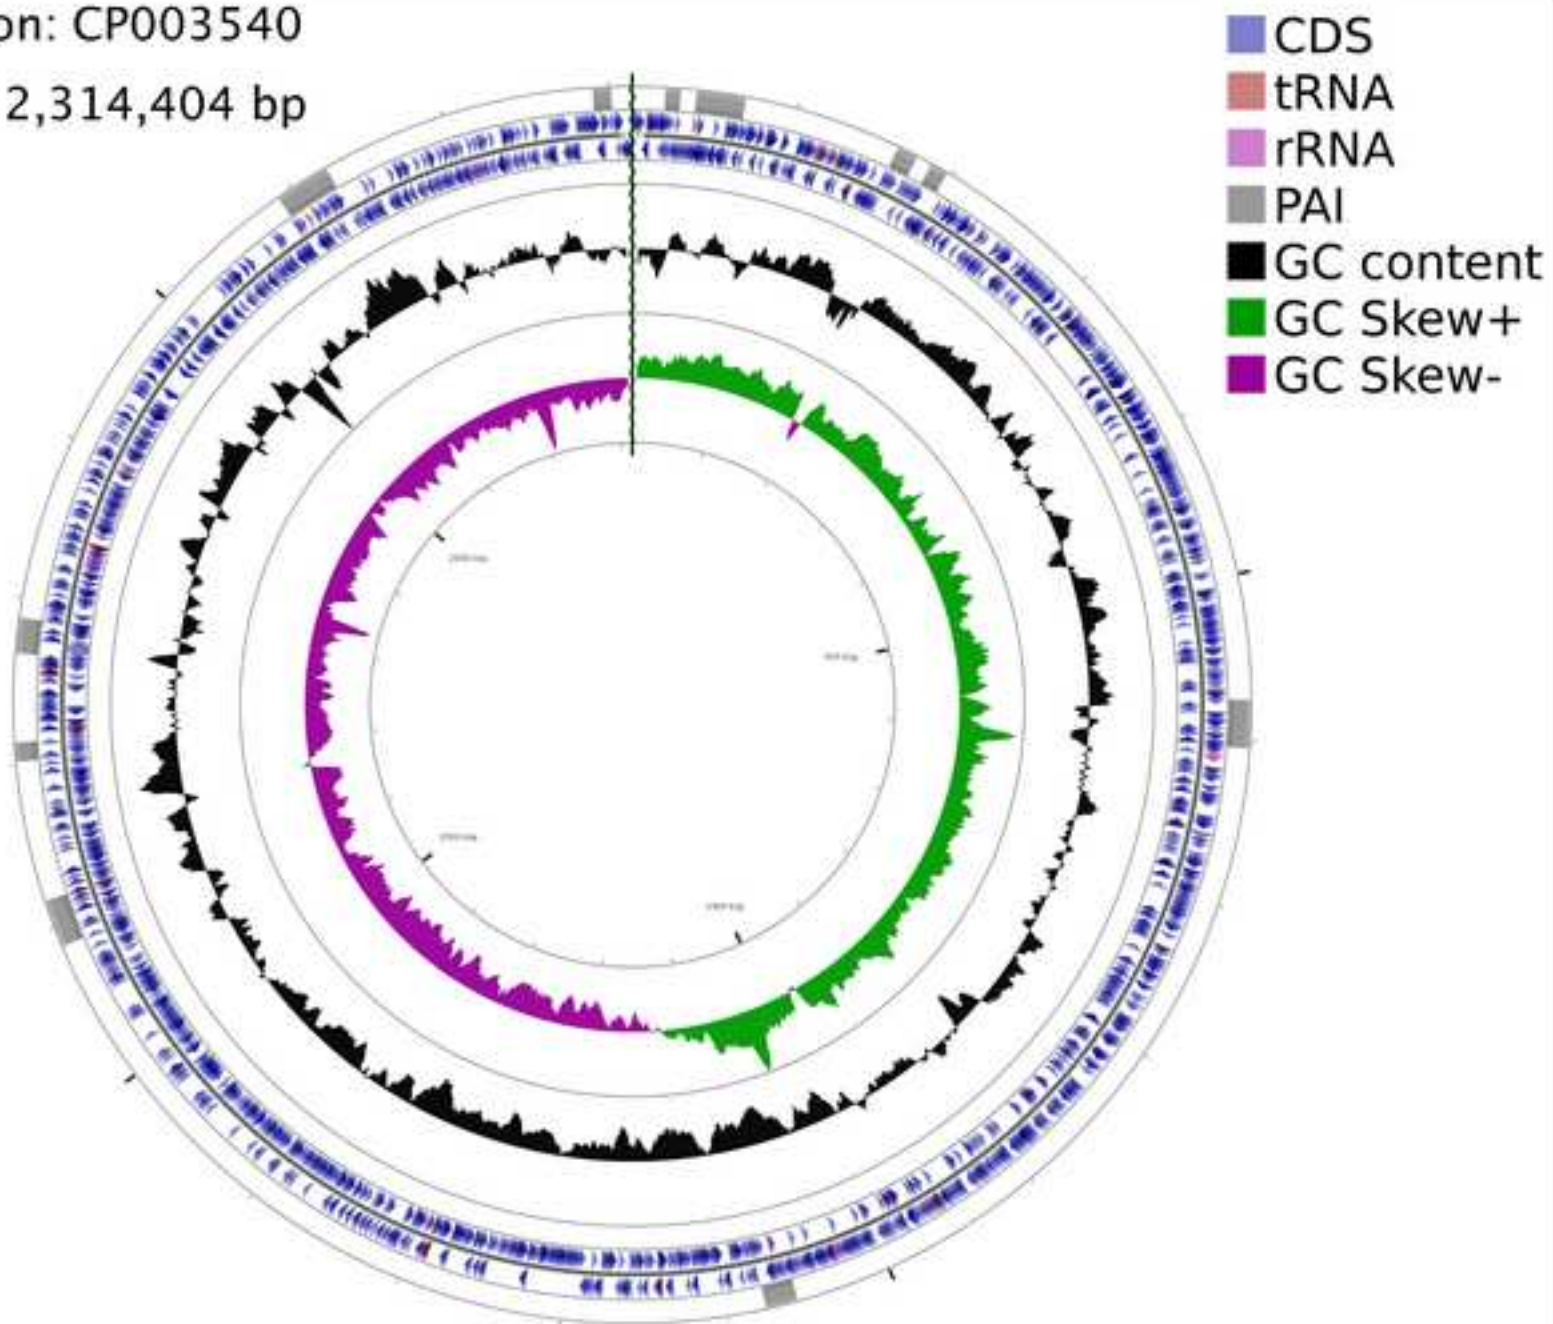 on: CP003540
2,314,404 bp
CDS
tRNA
rRNA
PAI
GC content
GC Skew+
GC Skew-